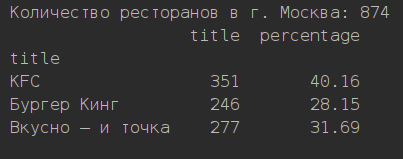 Количество ресторанов в г. Москва: 874
title percentage
title
KFC 351 40.16
Бургер Кинг 246 28.15
Вкусно — и точка 277 31.69